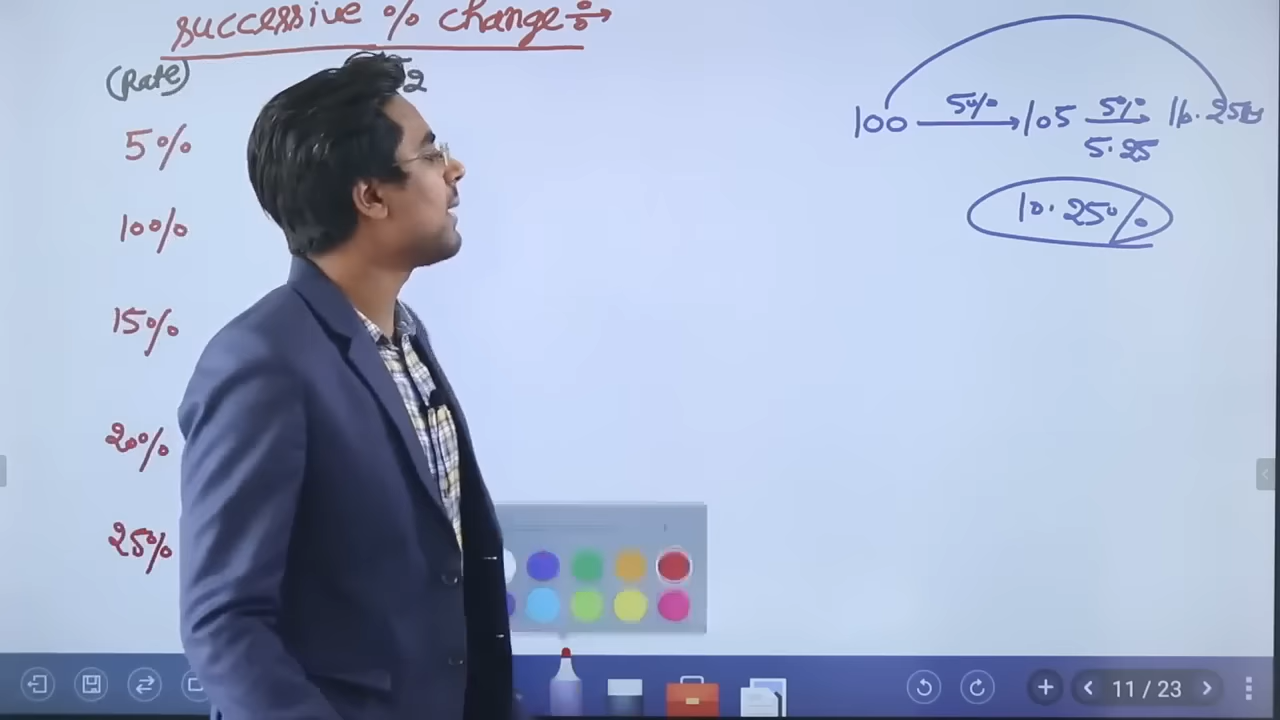 successive % change
(Rate) 2
5%
10%
15%
20%
25%
100 5% 105 5% 110.25
5.25
10.25%
11 / 23